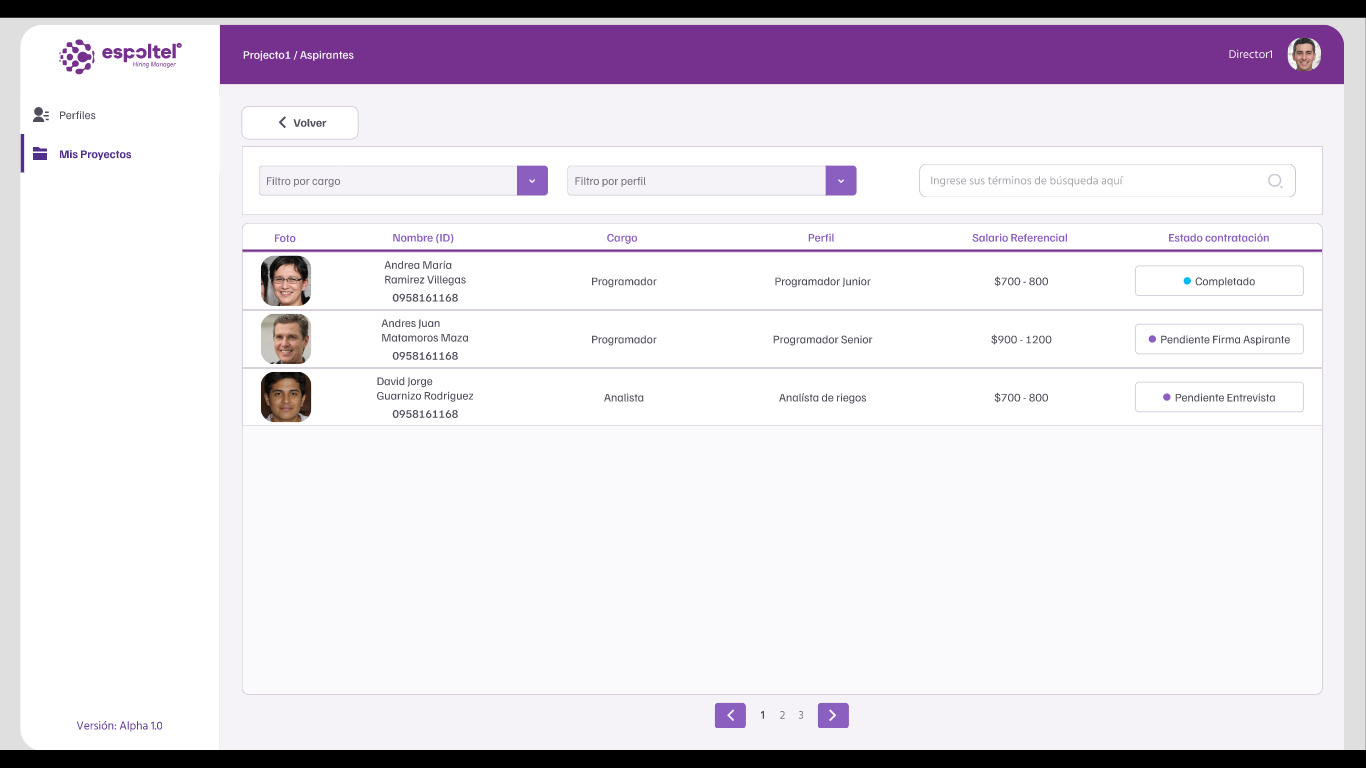 espoltel
Hiring Manager
Projecto1 / Aspirantes
Director1
Perfiles
Mis Proyectos
Volver
Filtro por cargo
Filtro por perfil
Ingrese sus términos de búsqueda aquí
Foto
Nombre (ID)
Cargo
Perfil
Salario Referencial
Estado contratación
Andrea María
Ramirez Villegas
0958161168
Programador
Programador Junior
$700 - 800
Completado
Andres Juan
Matamoros Maza
0958161168
Programador
Programador Senior
$900 - 1200
Pendiente Firma Aspirante
David Jorge
Guarnizo Rodriguez
0958161168
Analista
Analísta de riegos
$700 - 800
Pendiente Entrevista
1 2 3
Versión: Alpha 1.0